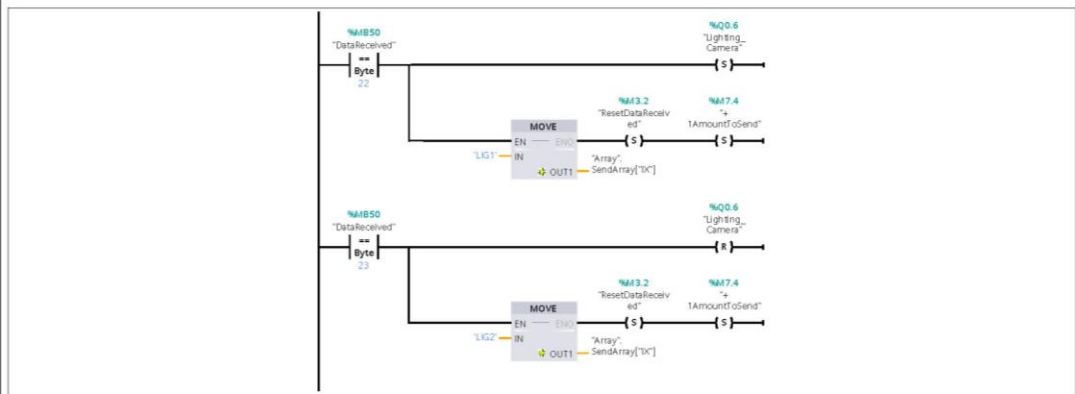 %MB50
"DataReceived"
==
Byte
22
%Q0.6
"Lighting_
Camera"
S
MOVE
EN
ENO
'LIG1'
IN
OUT1
"Array".
SendArray["IX"]
%M3.2
"ResetDataReceiv
ed"
S
%M7.4
"+
1AmountToSend"
S
%MB50
"DataReceived"
==
Byte
23
%Q0.6
"Lighting_
Camera"
R
MOVE
EN
ENO
'LIG2'
IN
OUT1
"Array".
SendArray["IX"]
%M3.2
"ResetDataReceiv
ed"
S
%M7.4
"+
1AmountToSend"
S